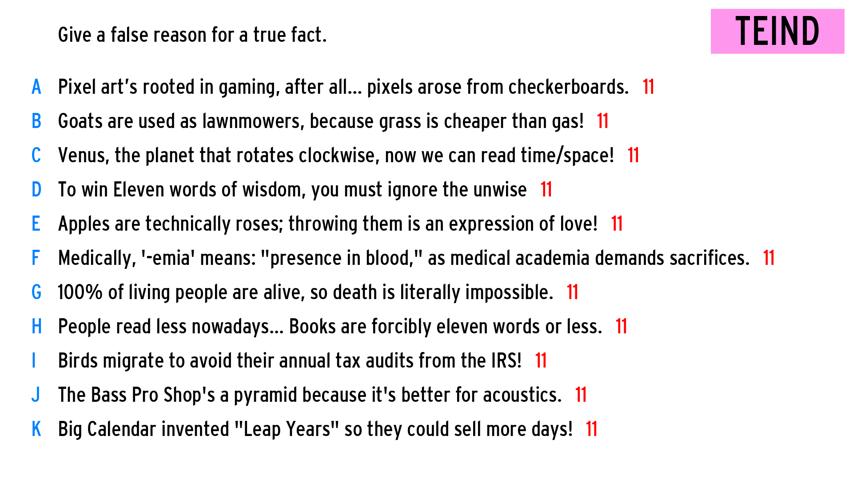 Give a false reason for a true fact.
TEIND
A Pixel art's rooted in gaming, after all... pixels arose from checkerboards. 11
B Goats are used as lawnmowers, because grass is cheaper than gas! 11
C Venus, the planet that rotates clockwise, now we can read time/space! 11
D To win Eleven words of wisdom, you must ignore the unwise 11
E Apples are technically roses; throwing them is an expression of love! 11
F Medically, '-emia' means: "presence in blood," as medical academia demands sacrifices. 11
G 100% of living people are alive, so death is literally impossible. 11
H People read less nowadays... Books are forcibly eleven words or less. 11
I Birds migrate to avoid their annual tax audits from the IRS! 11
J The Bass Pro Shop's a pyramid because it's better for acoustics. 11
K Big Calendar invented "Leap Years" so they could sell more days! 11